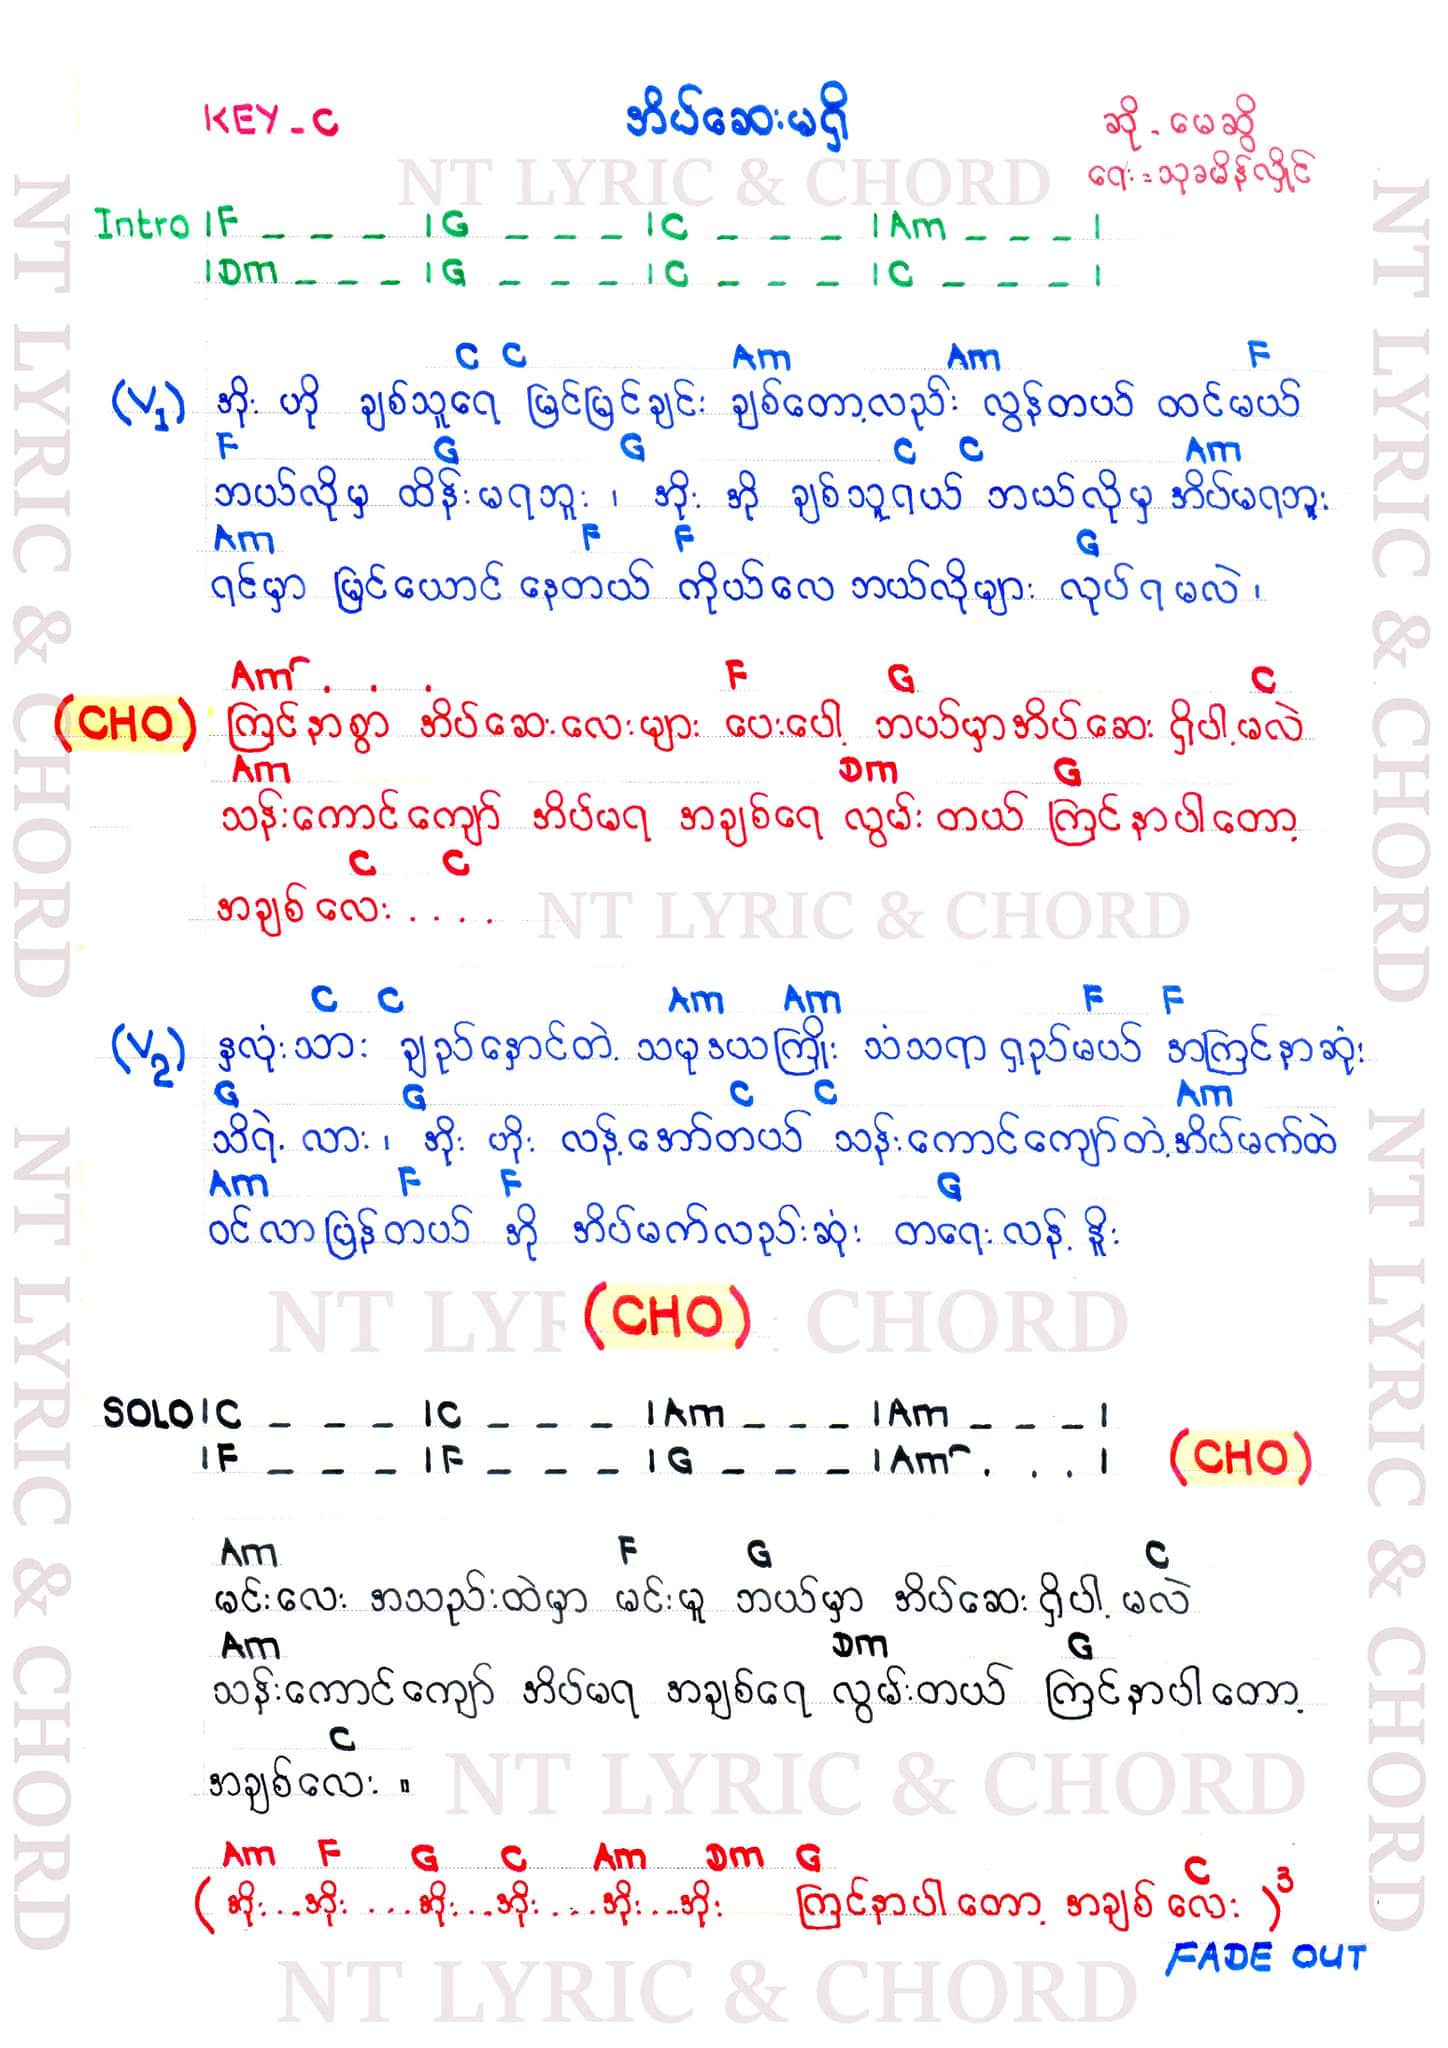 KEY - C
အိပ်ဆေးမရှိ
ဆို - မေဆွိ
ရေး - သုခမိန်လှိုင်
NT LYRIC & CHORD
Intro |F _ _ _ |G _ _ _ |C _ _ _ |Am _ _ _ |
|Dm _ _ _ |G _ _ _ |C _ _ _ |C _ _ _ |
C C Am Am F
(V1) အိုး ဟို ချစ်သူရေ မြင်မြင်ချင်း ချစ်တော့လည်း လွန်တယ် ထင်မယ်
F G G C C Am
ဘယ်လိုမှ ထိန်းမရဘူး ၊ အိုး အို ချစ်သူရယ် ဘယ်လိုမှ အိပ်မရဘူး
Am F F G
ရင်မှာ မြင်ယောင် နေတယ် ကိုယ်လေ ဘယ်လိုများ လုပ်ရမလဲ ၊
Am . . . F G C
(CHO) ကြင်နာစွာ အိပ်ဆေးလေးများ ပေးပေါ့ ဘယ်မှာအိပ်ဆေး ရှိပါ့မလဲ
Am Dm G
သန်းကောင်ကျော် အိပ်မရ အချစ်ရေ လွမ်းတယ် ကြင်နာပါတော့
C C
အချစ်လေး . . . .
NT LYRIC & CHORD
C C Am Am F F
(V2) နှလုံးသား ချဉ်နှောင်တဲ့ သမုဒယကြိုး သံသရာ ရှည်မယ် အကြင်နာဆုံး
G G C C Am
သိရဲ့ လား ၊ အိုး ဟိုး လန့်အော်တယ် သန်းကောင်ကျော်တဲ့ အိပ်မက်ထဲ
Am F F G
ဝင်လာပြန်တယ် အို အိပ်မက်လည်းဆုံး တရေးလန့် နိုး
NT LYRIC & CHORD
(CHO)
SOLO |C _ _ _ |C _ _ _ |Am _ _ _ |Am _ _ _ |
|F _ _ _ |F _ _ _ |G _ _ _ |Am . . . | (CHO)
Am F G C
မင်းလေး အသည်းထဲမှာ မင်းမူ ဘယ်မှာ အိပ်ဆေးရှိပါ့ မလဲ
Am Dm G
သန်းကောင်ကျော် အိပ်မရ အချစ်ရေ လွမ်းတယ် ကြင်နာပါတော့
C
အချစ်လေး ။
NT LYRIC & CHORD
Am F G C Am Dm G C
( အိုး...အိုး ...အိုး...အိုး ...အိုး...အိုး ကြင်နာပါတော့ အချစ်လေး )3
FADE OUT
NT LYRIC & CHORD
NT LYRIC & CHORD
NT LYRIC & CHORD
NT LYRIC & CHORD
NT LYRIC & CHORD